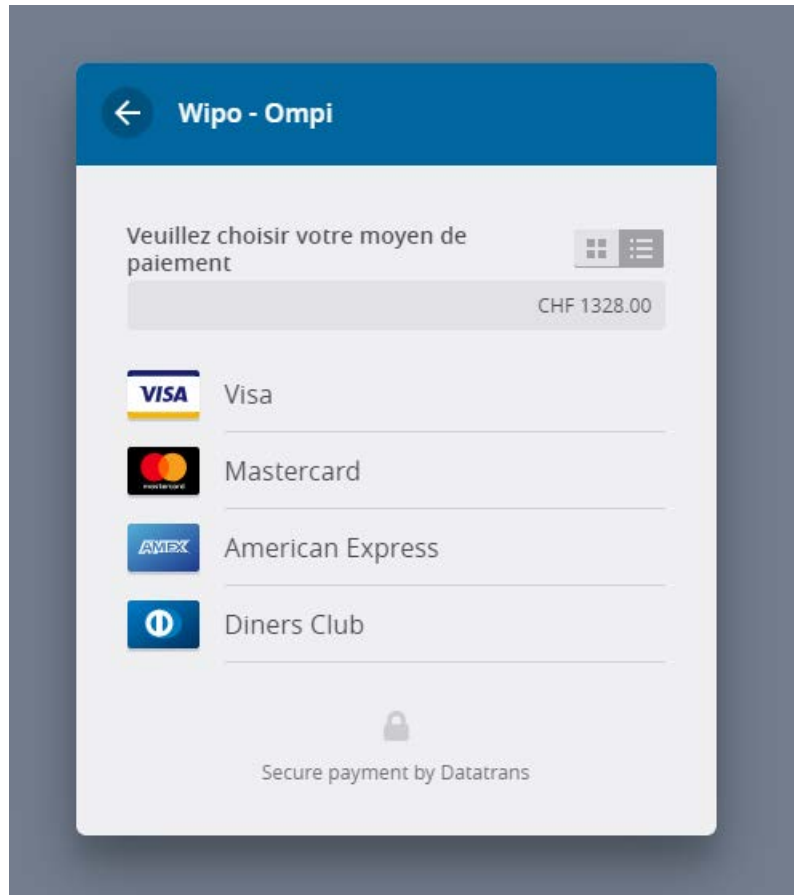 Wipo - Ompi
Veuillez choisir votre moyen de
paiement
CHF 1328.00
VISA Visa
mastercard Mastercard
AMEX American Express
Diners Club
Secure payment by Datatrans